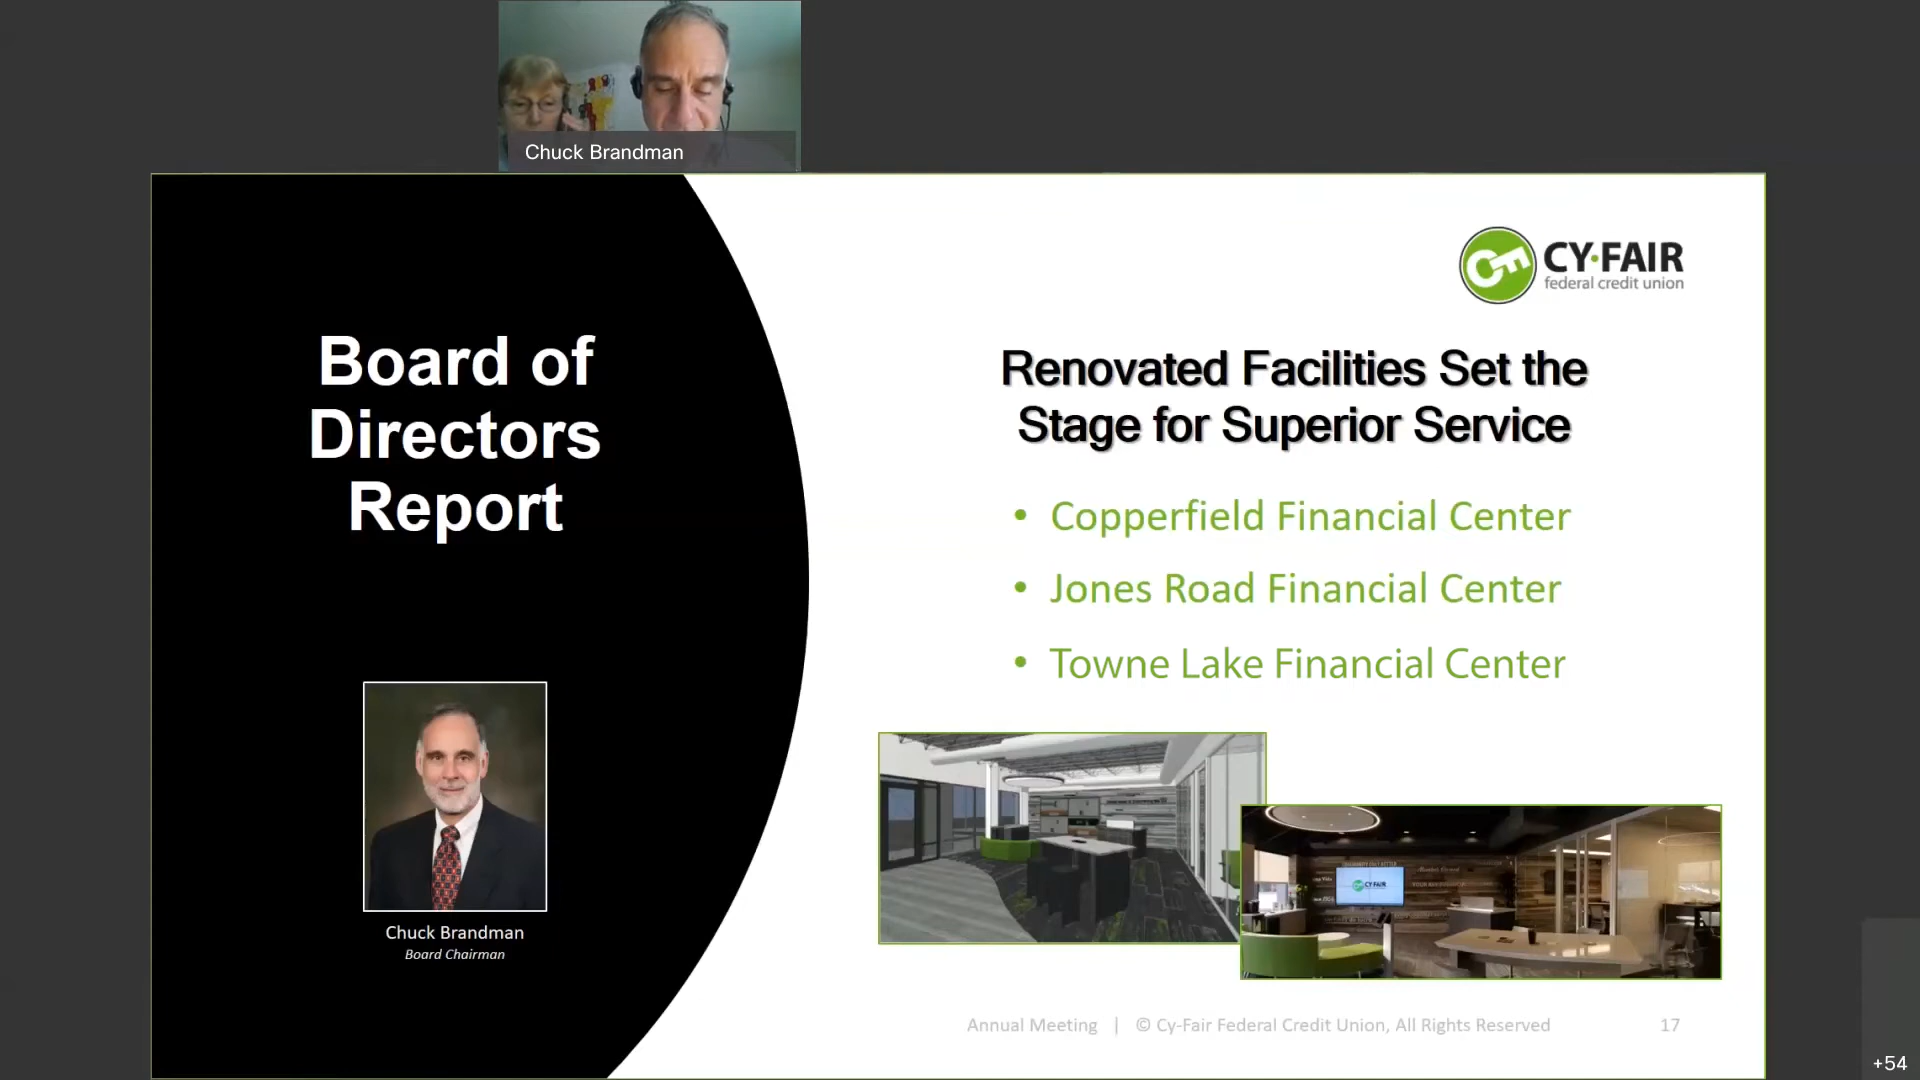 Chuck Brandman
CY-FAIR
federal credit union
Board of
Directors
Report
Renovated Facilities Set the
Stage for Superior Service
• Copperfield Financial Center
• Jones Road Financial Center
• Towne Lake Financial Center
CY-FAIR
Chuck Brandman
Board Chairman
Annual Meeting | © Cy-Fair Federal Credit Union, All Rights Reserved 17
+54